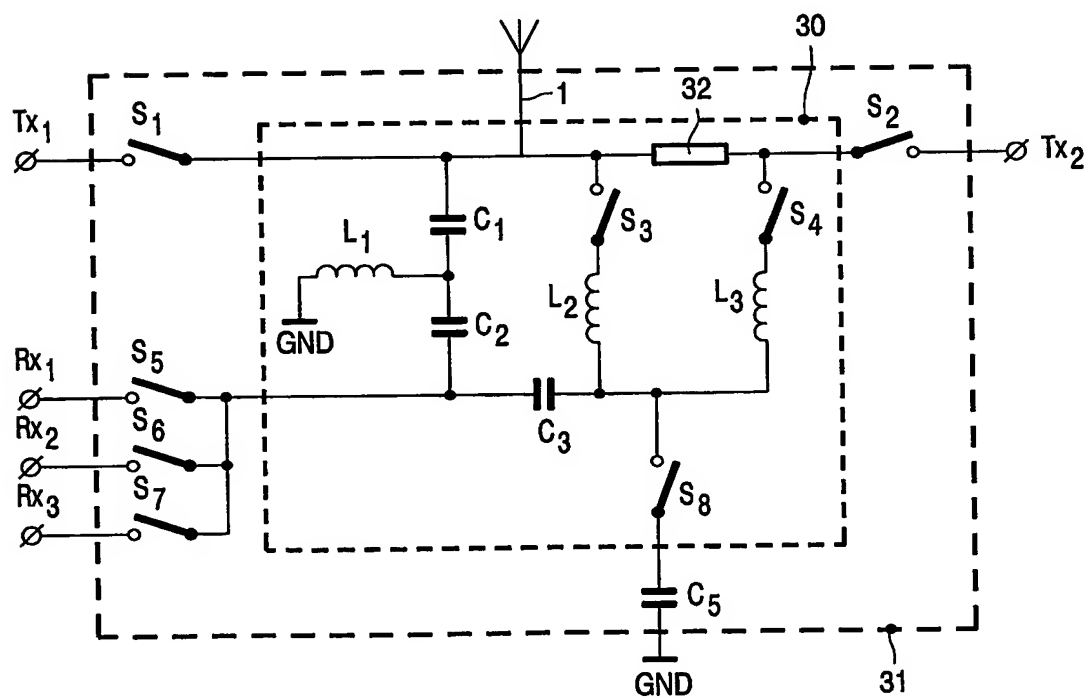 30
1
32
Tx1
S1
S2
Tx2
C1
S3
S4
L1
L2
L3
GND
C2
Rx1
S5
Rx2
S6
C3
Rx3
S7
S8
C5
GND
31